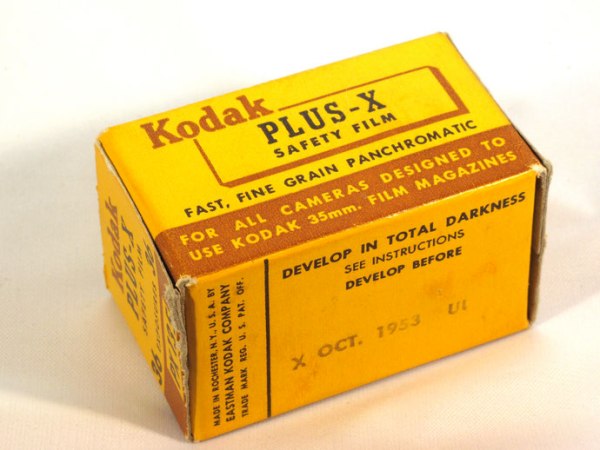 Kodak
PLUS-X
SAFETY FILM
FAST, FINE GRAIN PANCHROMATIC
FOR ALL CAMERAS DESIGNED TO
USE KODAK 35mm. FILM MAGAZINES
DEVELOP IN TOTAL DARKNESS
SEE INSTRUCTIONS
DEVELOP BEFORE
X OCT. 1953 UI
MADE IN ROCHESTER, N.Y., U.S.A. BY
EASTMAN KODAK COMPANY
TRADE MARK REG. U.S. PAT. OFF.
Kodak
PLUS-X
36